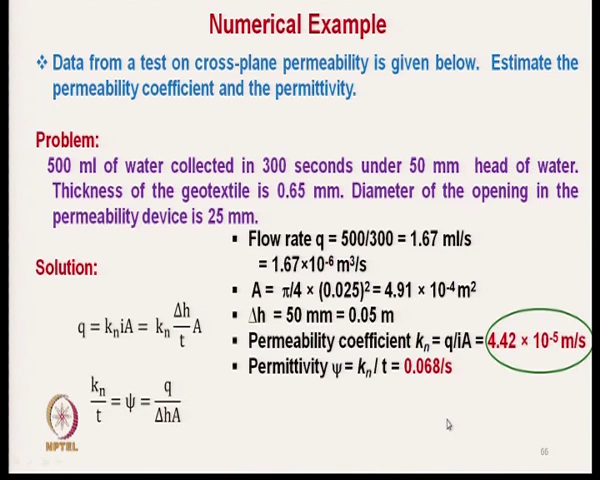 Numerical Example
❖ Data from a test on cross-plane permeability is given below. Estimate the
permeability coefficient and the permittivity.
Problem:
500 ml of water collected in 300 seconds under 50 mm head of water.
Thickness of the geotextile is 0.65 mm. Diameter of the opening in the
permeability device is 25 mm.
Solution:
▪ Flow rate q = 500/300 = 1.67 ml/s
= 1.67×10⁻⁶ m³/s
▪ A = π/4 × (0.025)² = 4.91 × 10⁻⁴ m²
▪ Δh = 50 mm = 0.05 m
▪ Permeability coefficient kₙ = q/iA = 4.42 × 10⁻⁵ m/s
▪ Permittivity ψ = kₙ / t = 0.068/s
q = kₙiA = kₙ Δh/t A
kₙ/t = ψ = q/ΔhA
NPTEL
66